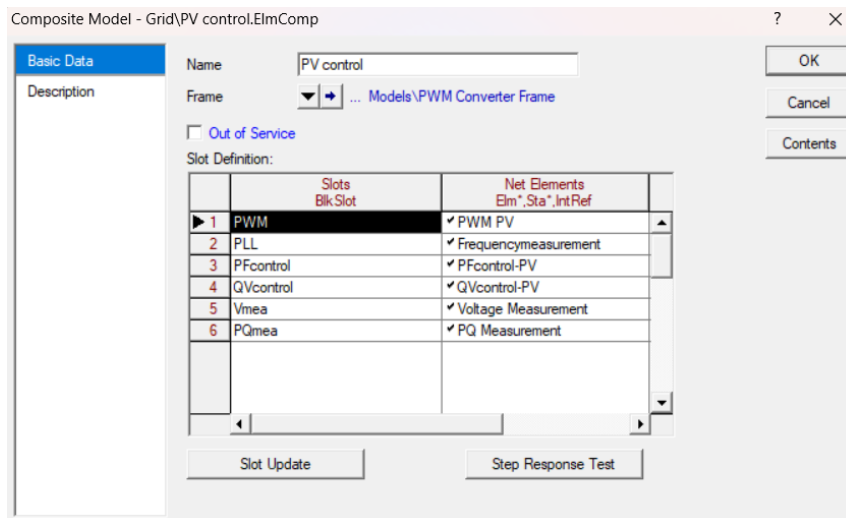 Composite Model - Grid\PV control.ElmComp ? X
Basic Data
Description
Name PV control
Frame ... Models\PWM Converter Frame
Out of Service
Slot Definition:
Slots Net Elements
BlkSlot Elm*,Sta*,IntRef
1 PWM PWM PV
2 PLL Frequencymeasurement
3 PFcontrol PFcontrol-PV
4 QVcontrol QVcontrol-PV
5 Vmea Voltage Measurement
6 PQmea PQ Measurement
Slot Update Step Response Test
OK
Cancel
Contents